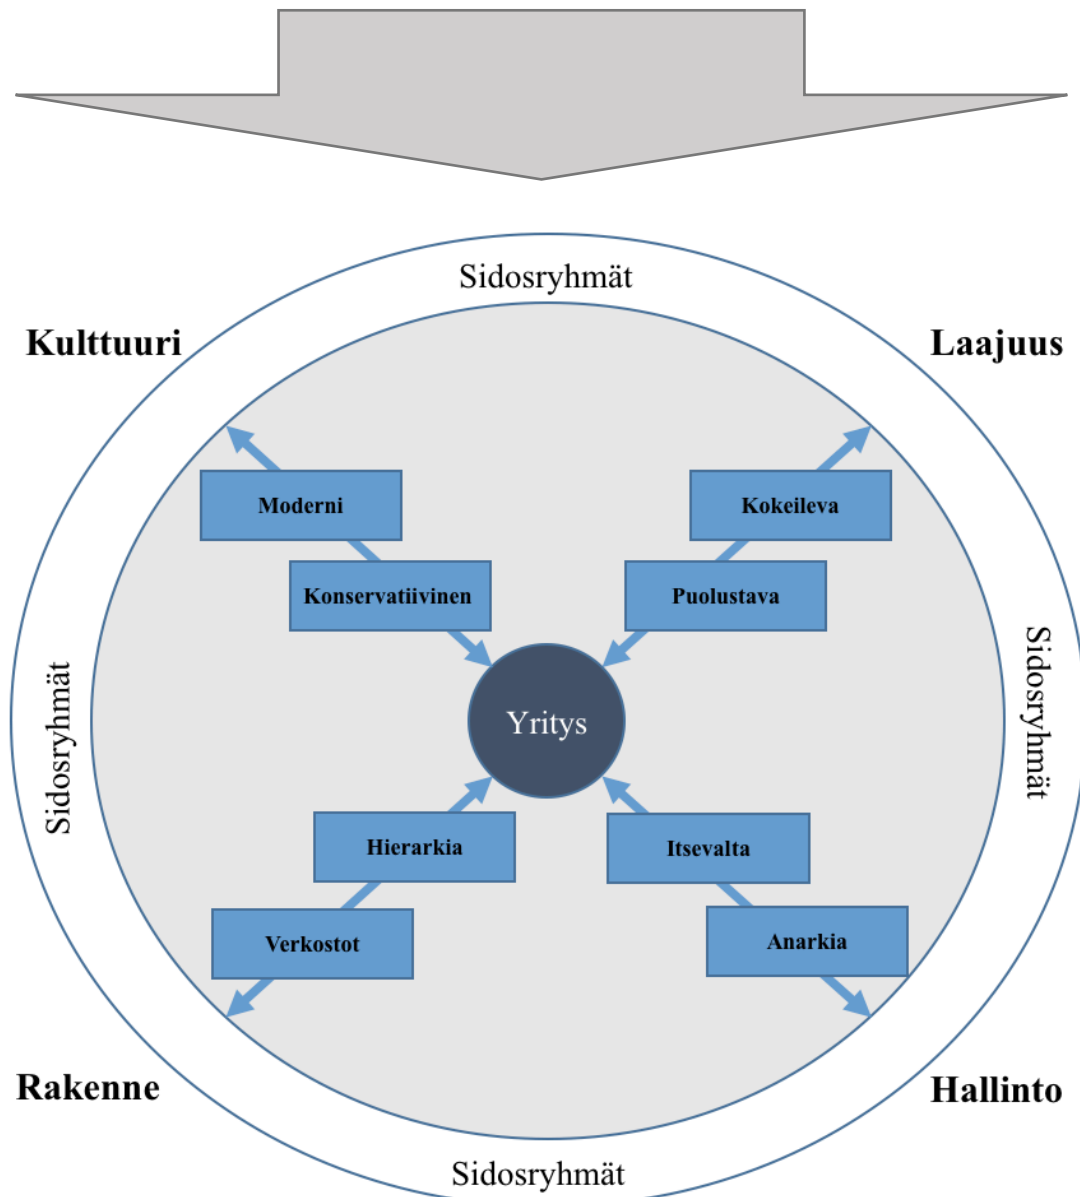 Sidosryhmät
Kulttuuri
Laajuus
Moderni
Kokeileva
Konservatiivinen
Puolustava
Sidosryhmät
Yritys
Sidosryhmät
Hierarkia
Itsevalta
Verkostot
Anarkia
Rakenne
Hallinto
Sidosryhmät